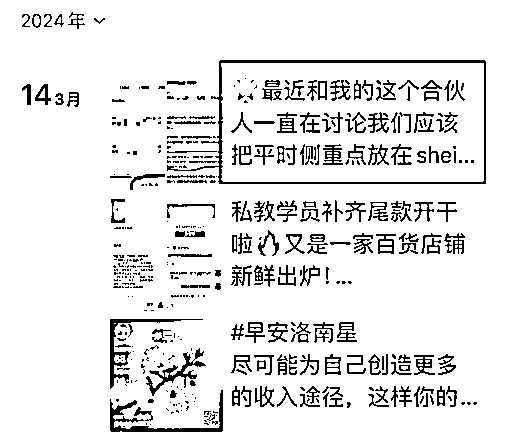 2024年
14 3月
最近和我的这个合伙
人一直在讨论我们应该
把平时侧重点放在shei...
私教学员补齐尾款开干
啦🔥又是一家百货店铺
新鲜出炉!...
#早安洛南星
尽可能为自己创造更多
的收入途径，这样你的...